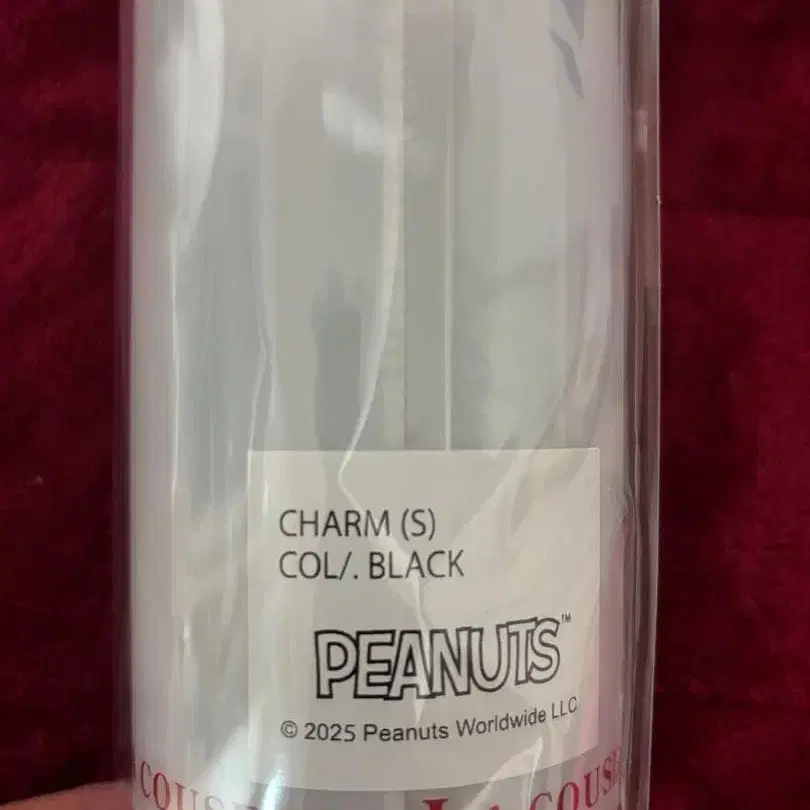 CHARM (S)
COL/. BLACK
PEANUTS™
© 2025 Peanuts Worldwide LLC